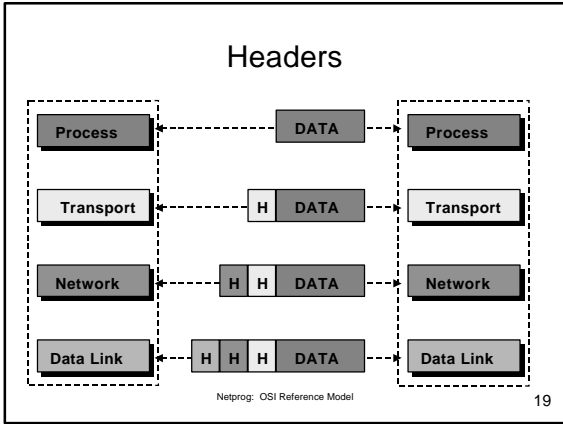 Headers
Process DATA Process
Transport H DATA Transport
Network H H DATA Network
Data Link H H H DATA Data Link
Netprog: OSI Reference Model
19